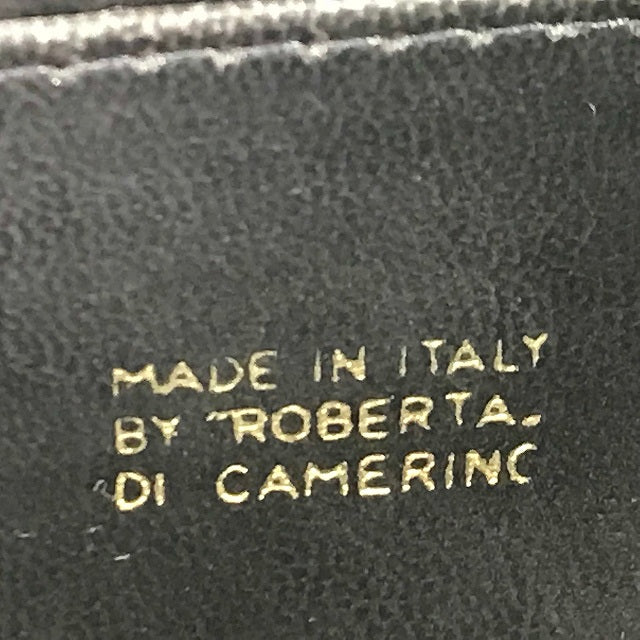 MADE IN ITALY
BY "ROBERTA-
DI CAMERINO